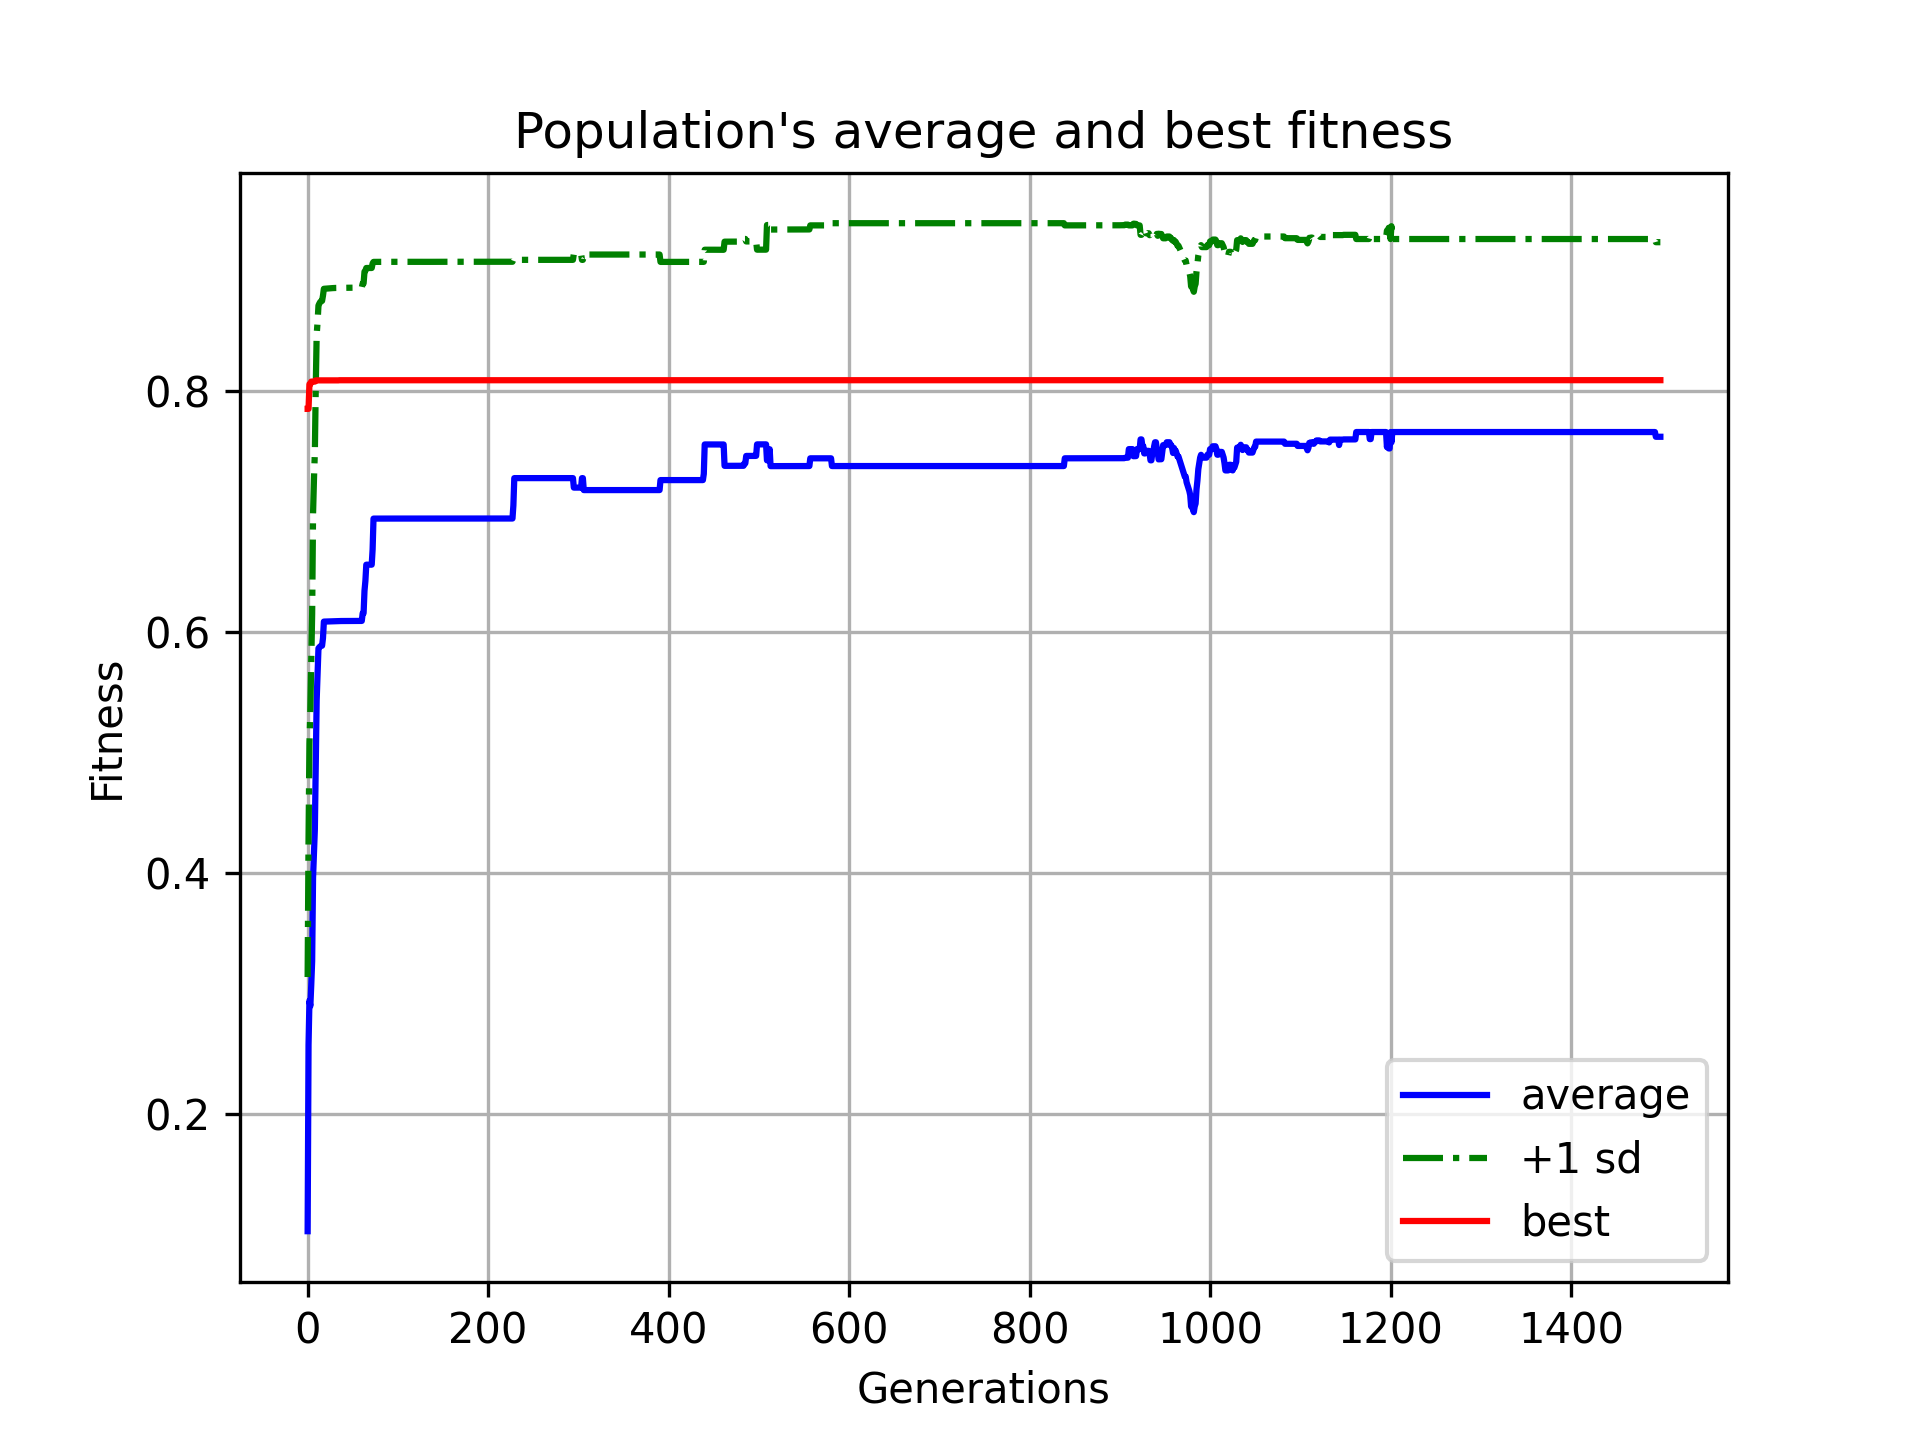 Population's average and best fitness
Fitness
0.8
0.6
0.4
0.2
0 200 400 600 800 1000 1200 1400
Generations
average
+1 sd
best